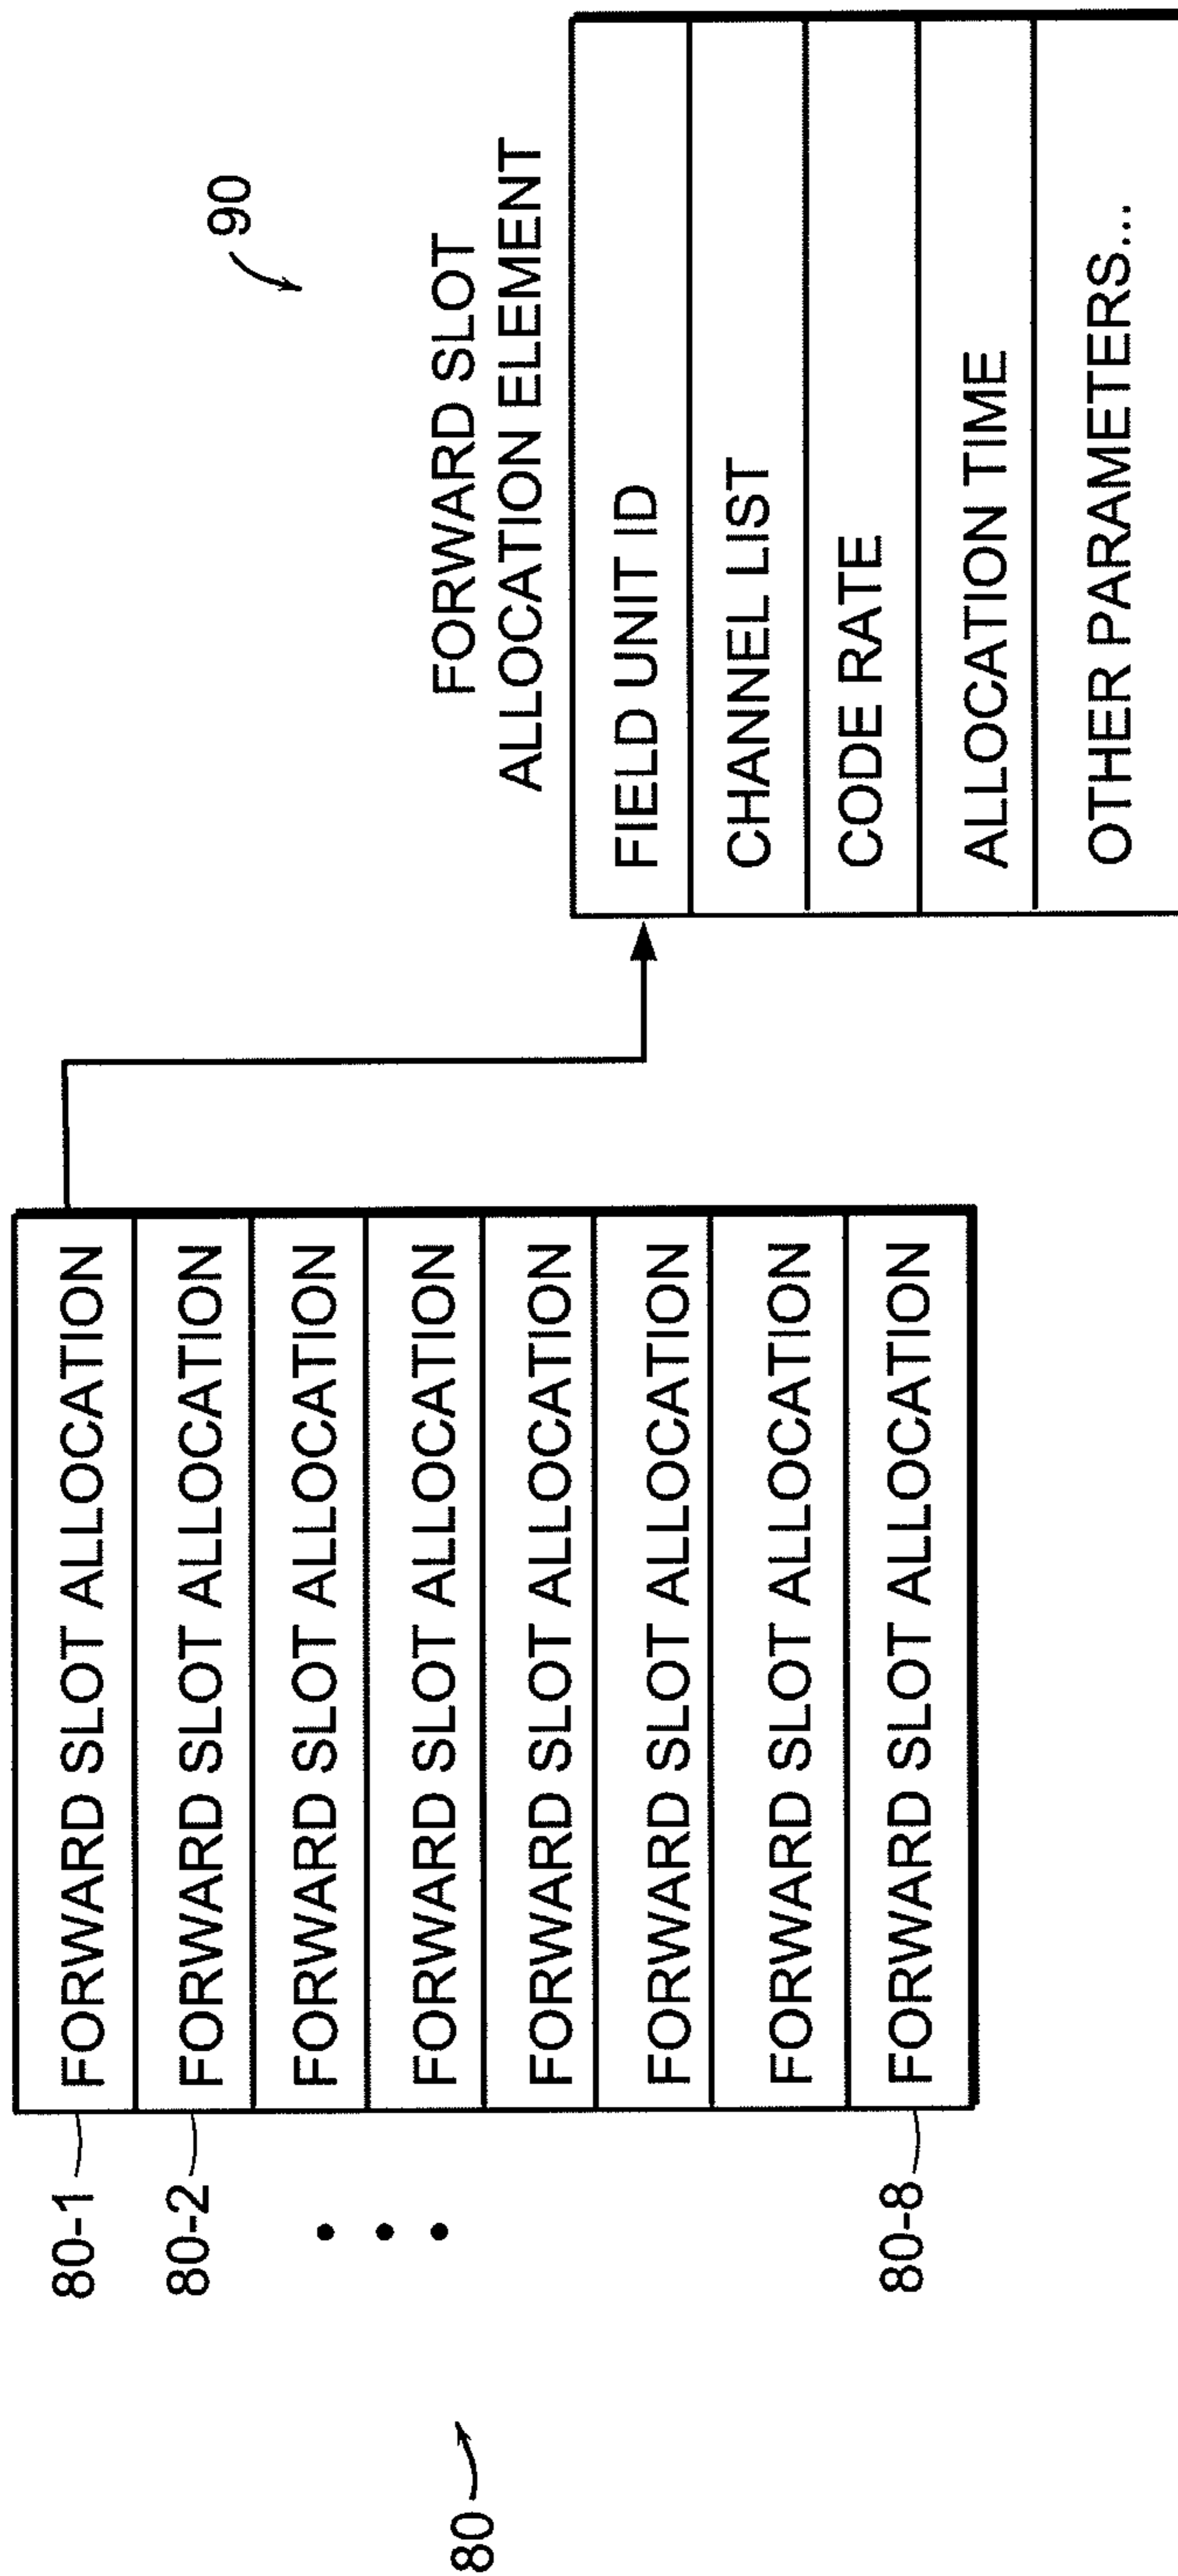 80
80-1
FORWARD SLOT ALLOCATION
80-2
FORWARD SLOT ALLOCATION
FORWARD SLOT ALLOCATION
FORWARD SLOT ALLOCATION
FORWARD SLOT ALLOCATION
FORWARD SLOT ALLOCATION
FORWARD SLOT ALLOCATION
80-8
FORWARD SLOT ALLOCATION
90
FORWARD SLOT
ALLOCATION ELEMENT
FIELD UNIT ID
CHANNEL LIST
CODE RATE
ALLOCATION TIME
OTHER PARAMETERS...